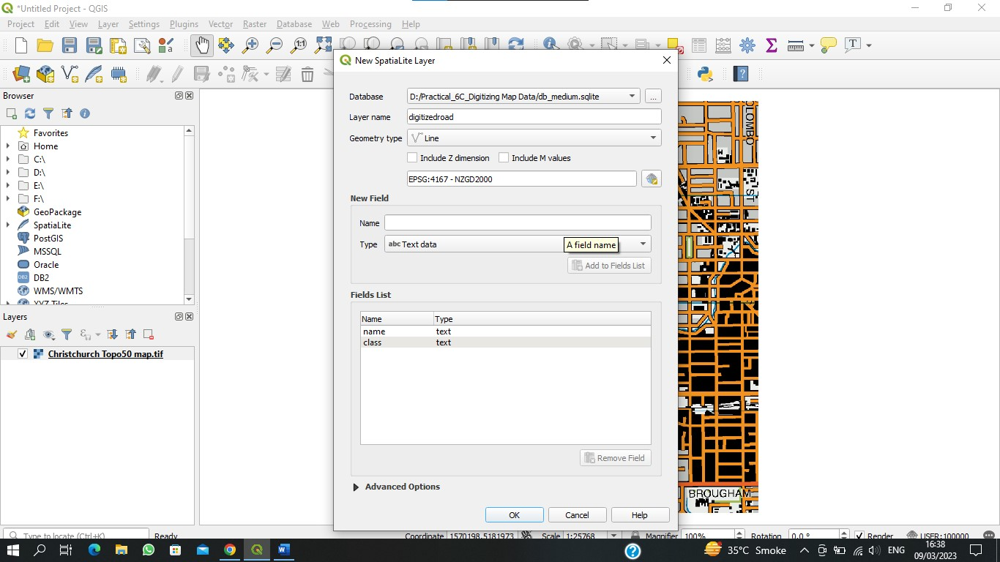 *Untitled Project - QGIS
Project Edit View Layer Settings Plugins Vector Raster Database Web Processing Help
1:1
T
New SpatiaLite Layer
Browser
Favorites
Home
C:\
D:\
E:\
F:\
GeoPackage
SpatiaLite
PostGIS
MSSQL
Oracle
DB2 DB2
WMS/WMTS
XYZ Tiles
Layers
Christchurch Topo50 map.tif
Database D:/Practical_6C_Digitizing Map Data/db_medium.sqlite ...
Layer name digitizedroad
Geometry type Line
Include Z dimension Include M values
EPSG:4167 - NZGD2000
New Field
Name
Type abc Text data
A field name
Add to Fields List
Fields List
Name Type
name text
class text
Remove Field
Advanced Options
OK Cancel Help
OLOMBO
ST
BROUGHAM
Type to locate (Ctrl+K) Ready Coordinate 1570198,5181973 Scale 1:25768 Magnifier 100% Rotation 0.0 ° Render USER:100000
35°C Smoke ENG 16:38
09/03/2023